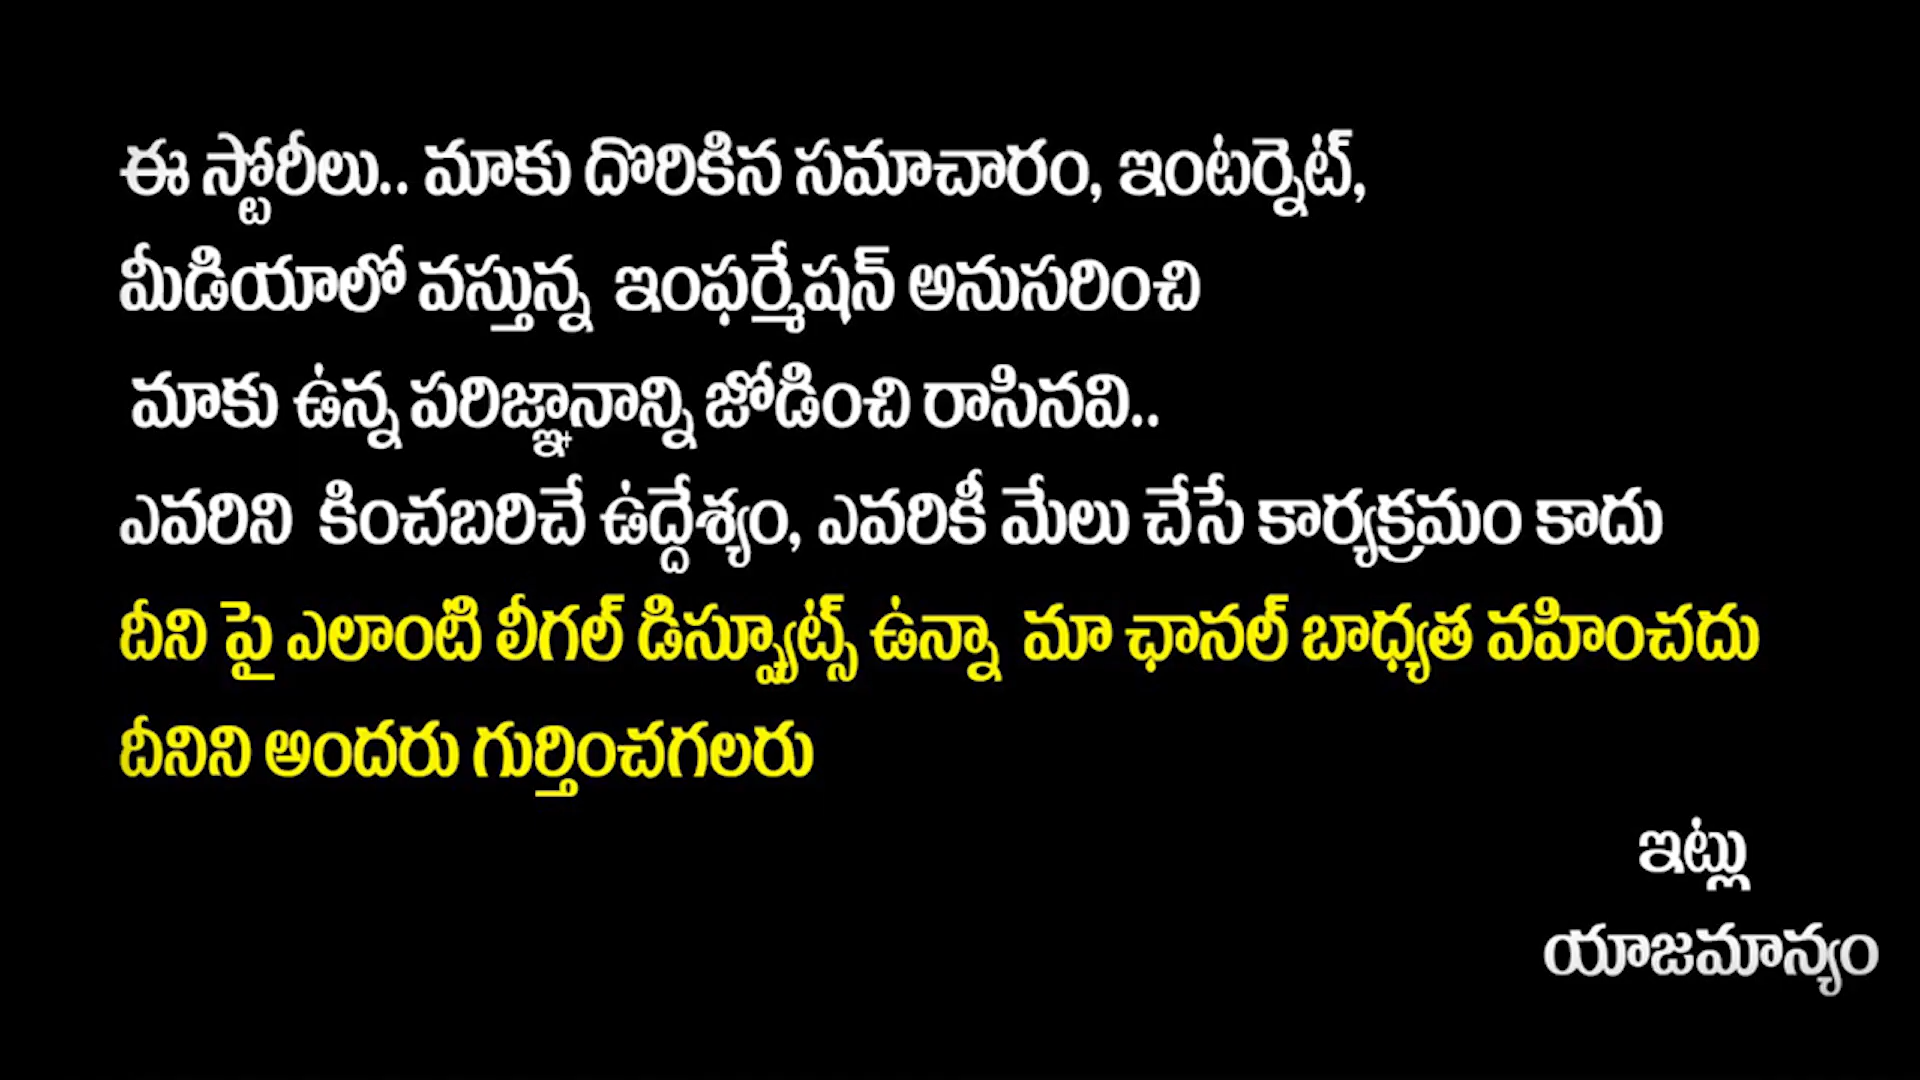 ఈ స్టోరీలు.. మాకు దొరికిన సమాచారం, ఇంటర్నెట్,
మీడియాలో వస్తున్న ఇంఫర్మేషన్ అనుసరించి
మాకు ఉన్న పరిజ్ఞానాన్ని జోడించి రాసినవి..
ఎవరిని కించబరిచే ఉద్దేశ్యం, ఎవరికీ మేలు చేసే కార్యక్రమం కాదు
దీని పై ఎలాంటి లీగల్ డిస్ప్యూట్స్ ఉన్నా మా ఛానల్ బాధ్యత వహించదు
దీనిని అందరు గుర్తించగలరు
ఇట్లు
యాజమాన్యం